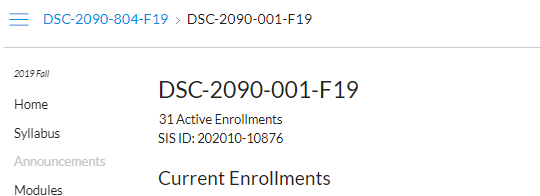 DSC-2090-804-F19 > DSC-2090-001-F19
2019 Fall
Home
Syllabus
Announcements
Modules
DSC-2090-001-F19
31 Active Enrollments
SIS ID: 202010-10876
Current Enrollments